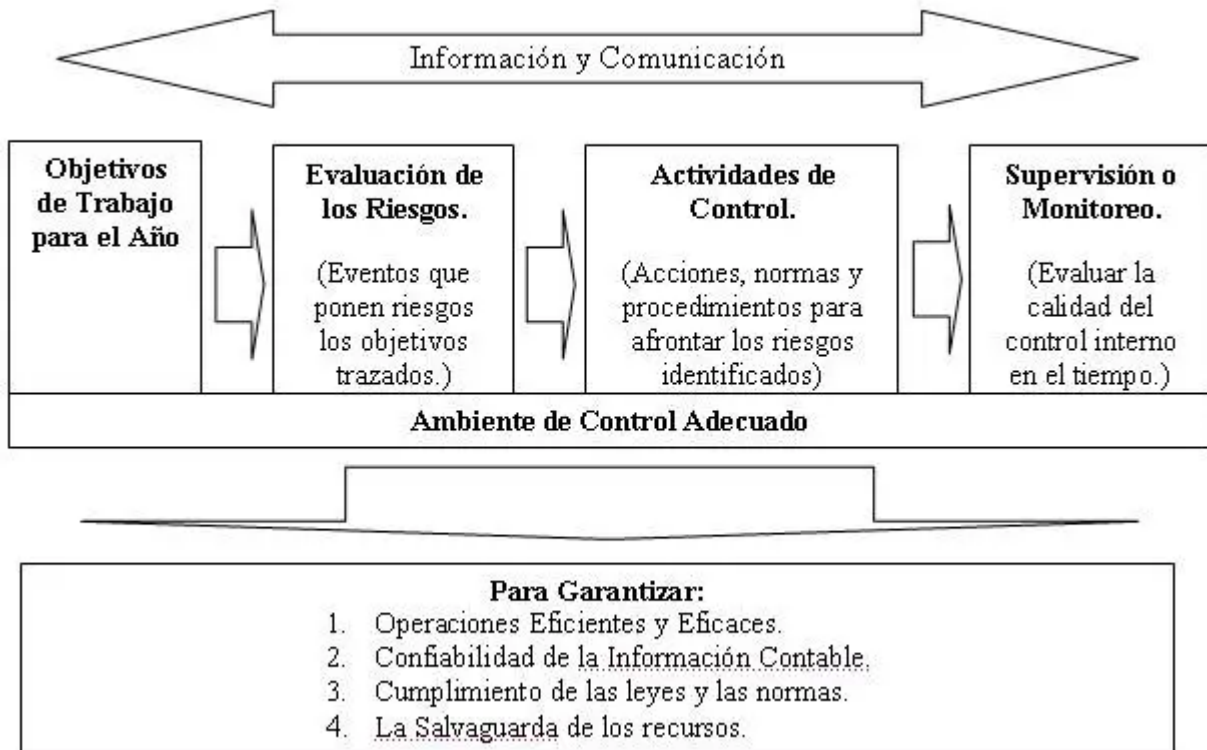 Información y Comunicación
Objetivos
de Trabajo
para el Año
Evaluación de
los Riesgos.
(Eventos que
ponen riesgos
los objetivos
trazados.)
Actividades de
Control.
(Acciones, normas y
procedimientos para
afrontar los riesgos
identificados)
Supervisión o
Monitoreo.
(Evaluar la
calidad del
control interno
en el tiempo.)
Ambiente de Control Adecuado
Para Garantizar:
1. Operaciones Eficientes y Eficaces.
2. Confiabilidad de la Información Contable.
3. Cumplimiento de las leyes y las normas.
4. La Salvaguarda de los recursos.